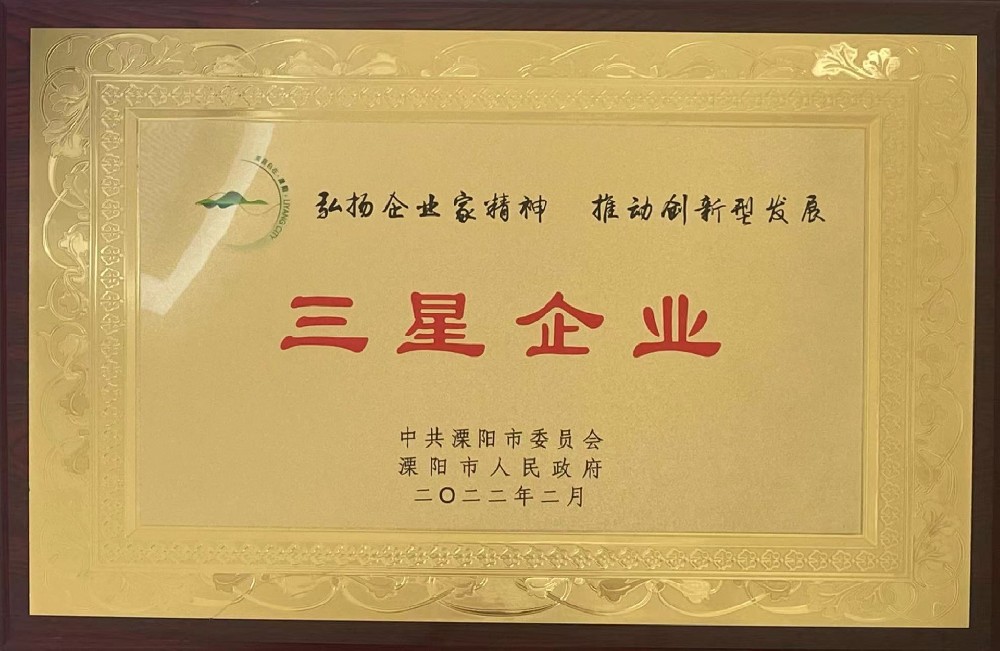 LIYANG CITY
弘扬企业家精神 推动创新型发展
三星企业
中共溧阳市委员会
溧阳市人民政府
二〇二二年二月